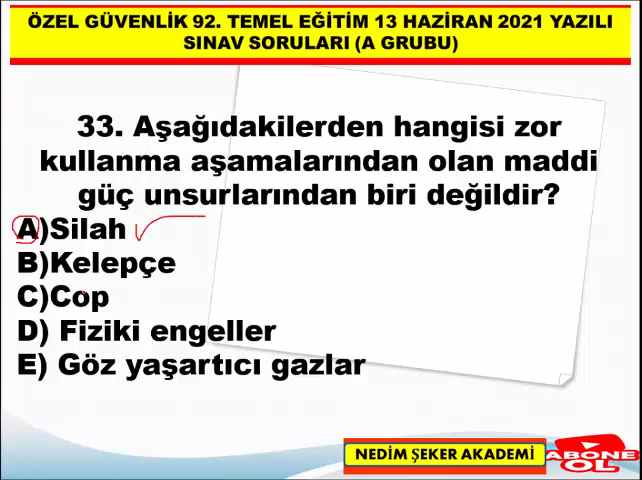 ÖZEL GÜVENLİK 92. TEMEL EĞİTİM 13 HAZİRAN 2021 YAZILI
SINAV SORULARI (A GRUBU)
33. Aşağıdakilerden hangisi zor
kullanma aşamalarından olan maddi
güç unsurlarından biri değildir?
A)Silah
B)Kelepçe
C)Cop
D) Fiziki engeller
E) Göz yaşartıcı gazlar
NEDİM ŞEKER AKADEMİ
ABONE
OL